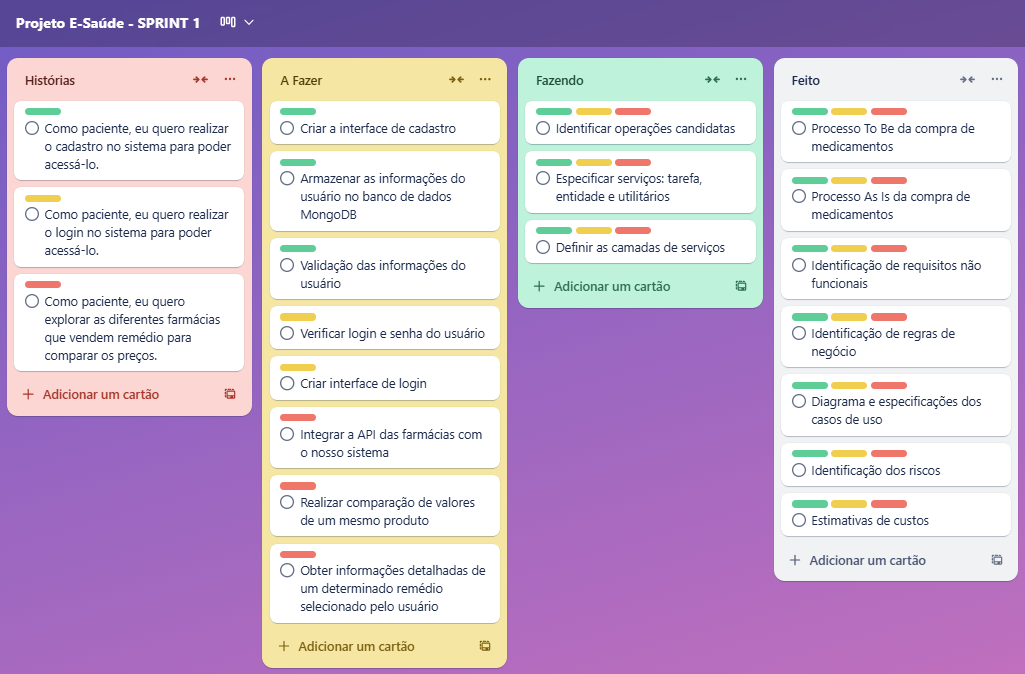 Projeto E-Saúde - SPRINT 1
Histórias
Como paciente, eu quero realizar
o cadastro no sistema para poder
acessá-lo.
Como paciente, eu quero realizar
o login no sistema para poder
acessá-lo.
Como paciente, eu quero
explorar as diferentes farmácias
que vendem remédio para
comparar os preços.
Adicionar um cartão
A Fazer
Criar a interface de cadastro
Armazenar as informações do
usuário no banco de dados
MongoDB
Validação das informações do
usuário
Verificar login e senha do usuário
Criar interface de login
Integrar a API das farmácias com
o nosso sistema
Realizar comparação de valores
de um mesmo produto
Obter informações detalhadas de
um determinado remédio
selecionado pelo usuário
Adicionar um cartão
Fazendo
Identificar operações candidatas
Especificar serviços: tarefa,
entidade e utilitários
Definir as camadas de serviços
Adicionar um cartão
Feito
Processo To Be da compra de
medicamentos
Processo As Is da compra de
medicamentos
Identificação de requisitos não
funcionais
Identificação de regras de
negócio
Diagrama e especificações dos
casos de uso
Identificação dos riscos
Estimativas de custos
Adicionar um cartão